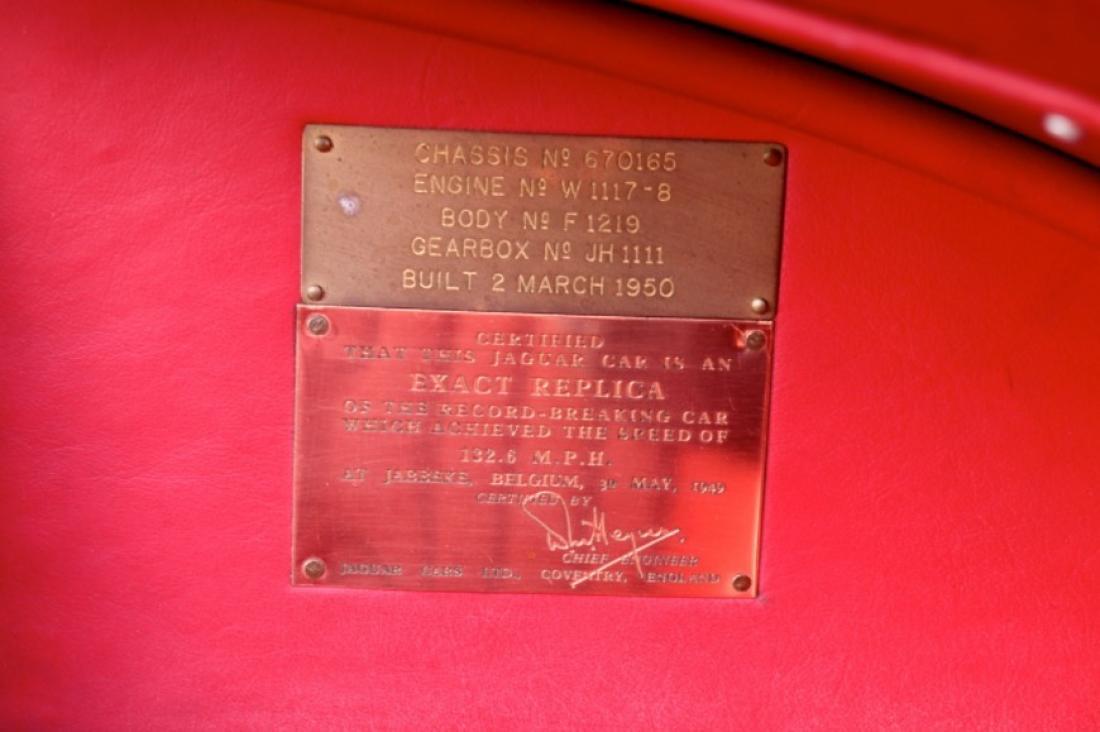 CHASSIS Nº 670165
ENGINE Nº W 1117-8
BODY Nº F 1219
GEARBOX Nº JH 1111
BUILT 2 MARCH 1950
CERTIFIED
THAT THIS JAGUAR CAR IS AN
EXACT REPLICA
OF THE RECORD-BREAKING CAR
WHICH ACHIEVED THE SPEED OF
132.6 M.P.H.
AT JABBEKE, BELGIUM, 30 MAY, 1949
CERTIFIED BY
CHIEF ENGINEER
JAGUAR CARS LTD., COVENTRY, ENGLAND